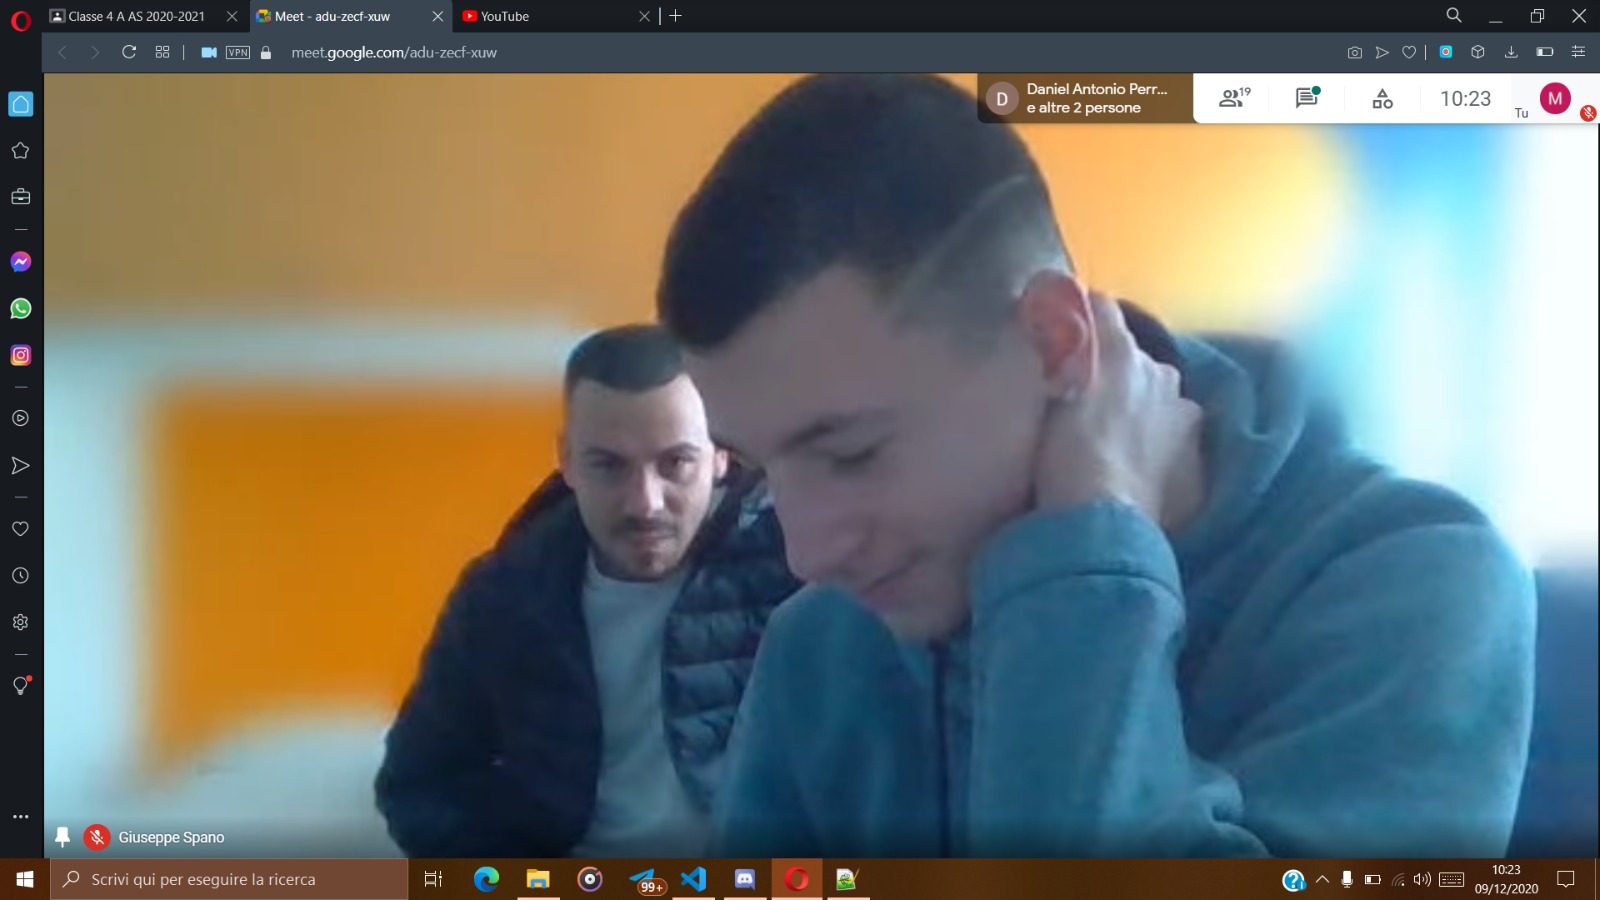 Classe 4 A AS 2020-2021
Meet - adu-zecf-xuw
YouTube
VPN
meet.google.com/adu-zecf-xuw
D
Daniel Antonio Perr...
e altre 2 persone
19
10:23
Tu
M
Giuseppe Spano
Scrivi qui per eseguire la ricerca
99+
10:23
09/12/2020